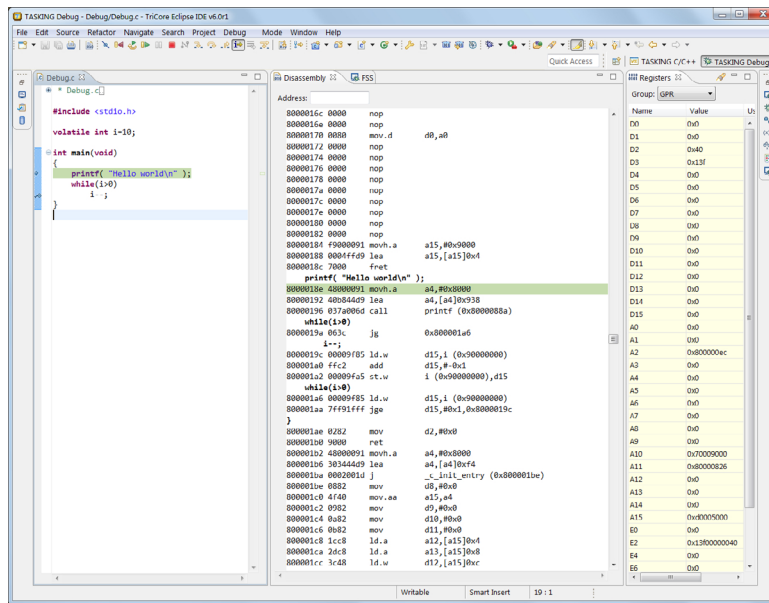 TASKING Debug - Debug/Debug.c - TriCore Eclipse IDE v6.0r1
File Edit Source Refactor Navigate Search Project Debug Mode Window Help
Quick Access TASKING C/C++ TASKING Debug
Debug.c
* Debug.c
#include <stdio.h>
volatile int i=10;
int main(void)
{
printf( "Hello world\n" );
while(i>0)
i--;
}
Disassembly FSS
Address:
8000016c 0000 nop
8000016e 0000 nop
80000170 0080 mov.d d0,a0
80000172 0000 nop
80000174 0000 nop
80000176 0000 nop
80000178 0000 nop
8000017a 0000 nop
8000017c 0000 nop
8000017e 0000 nop
80000180 0000 nop
80000182 0000 nop
80000184 f9000091 movh.a a15,#0x9000
80000188 0004ffd9 lea a15,[a15]0x4
8000018c 7000 fret
printf( "Hello world\n" );
8000018e 48000091 movh.a a4,#0x8000
80000192 40b844d9 lea a4,[a4]0x938
80000196 037a006d call printf (0x8000088a)
while(i>0)
8000019a 063c jg 0x800001a6
i--;
8000019c 00009f85 ld.w d15,i (0x90000000)
800001a0 ffc2 add d15,#-0x1
800001a2 00009fa5 st.w i (0x90000000),d15
while(i>0)
800001a6 00009f85 ld.w d15,i (0x90000000)
800001aa 7ff91fff jge d15,#0x1,0x8000019c
}
800001ae 0282 mov d2,#0x0
800001b0 9000 ret
800001b2 48000091 movh.a a4,#0x8000
800001b6 303444d9 lea a4,[a4]0xf4
800001ba 0002001d j _c_init_entry (0x800001be)
800001be 0882 mov d8,#0x0
800001c0 4f40 mov.aa a15,a4
800001c2 0982 mov d9,#0x0
800001c4 0a82 mov d10,#0x0
800001c6 0b82 mov d11,#0x0
800001c8 1cc8 ld.a a12,[a15]0x4
800001ca 2dc8 ld.a a13,[a15]0x8
800001cc 3c48 ld.w d12,[a15]0xc
Registers
Group: GPR
Name Value
D0 0x0
D1 0x0
D2 0x40
D3 0x13f
D4 0x0
D5 0x0
D6 0x0
D7 0x0
D8 0x0
D9 0x0
D10 0x0
D11 0x0
D12 0x0
D13 0x0
D14 0x0
D15 0x0
A0 0x0
A1 0x0
A2 0x800000ec
A3 0x0
A4 0x0
A5 0x0
A6 0x0
A7 0x0
A8 0x0
A9 0x0
A10 0x70009000
A11 0x80000826
A12 0x0
A13 0x0
A14 0x0
A15 0xd0005000
E0 0x0
E2 0x13f00000040
E4 0x0
E6 0x0
Writable Smart Insert 19 : 1